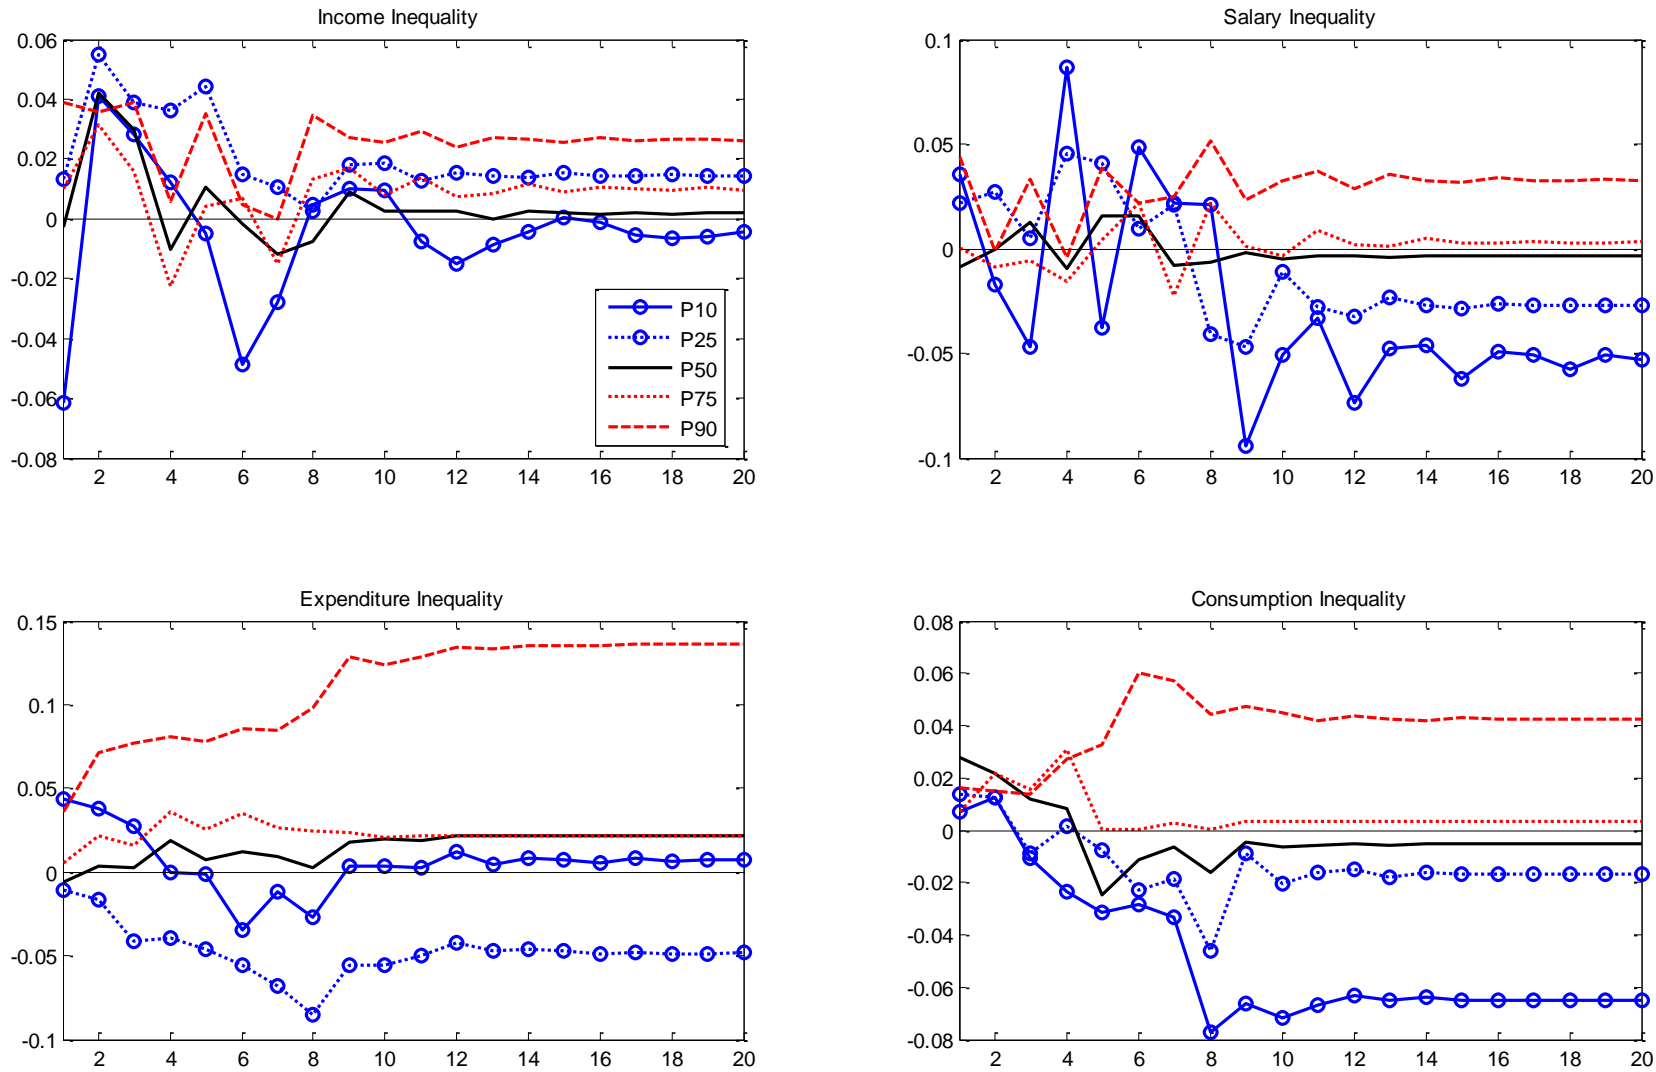 Income Inequality
0.06
0.04
0.02
0
-0.02
-0.04
-0.06
-0.08
2 4 6 8 10 12 14 16 18 20
P10
P25
P50
P75
P90
Salary Inequality
0.1
0.05
0
-0.05
-0.1
2 4 6 8 10 12 14 16 18 20
Expenditure Inequality
0.15
0.1
0.05
0
-0.05
-0.1
2 4 6 8 10 12 14 16 18 20
Consumption Inequality
0.08
0.06
0.04
0.02
0
-0.02
-0.04
-0.06
-0.08
2 4 6 8 10 12 14 16 18 20